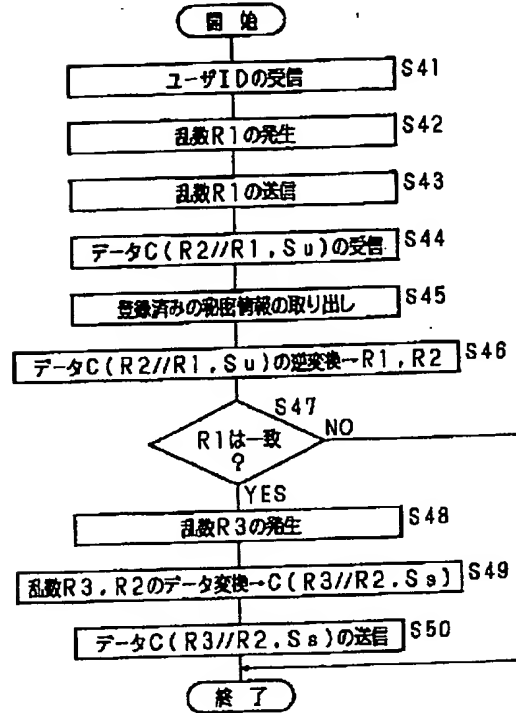 開 始
ユーザIDの受信 S41
乱数R1の発生 S42
乱数R1の送信 S43
データC(R2//R1,Su)の受信 S44
登録済みの秘密情報の取り出し S45
データC(R2//R1,Su)の逆変換→R1,R2 S46
S47
R1は一致 NO
?
YES
乱数R3の発生 S48
乱数R3,R2のデータ変換→C(R3//R2,Ss) S49
データC(R3//R2,Ss)の送信 S50
終 了